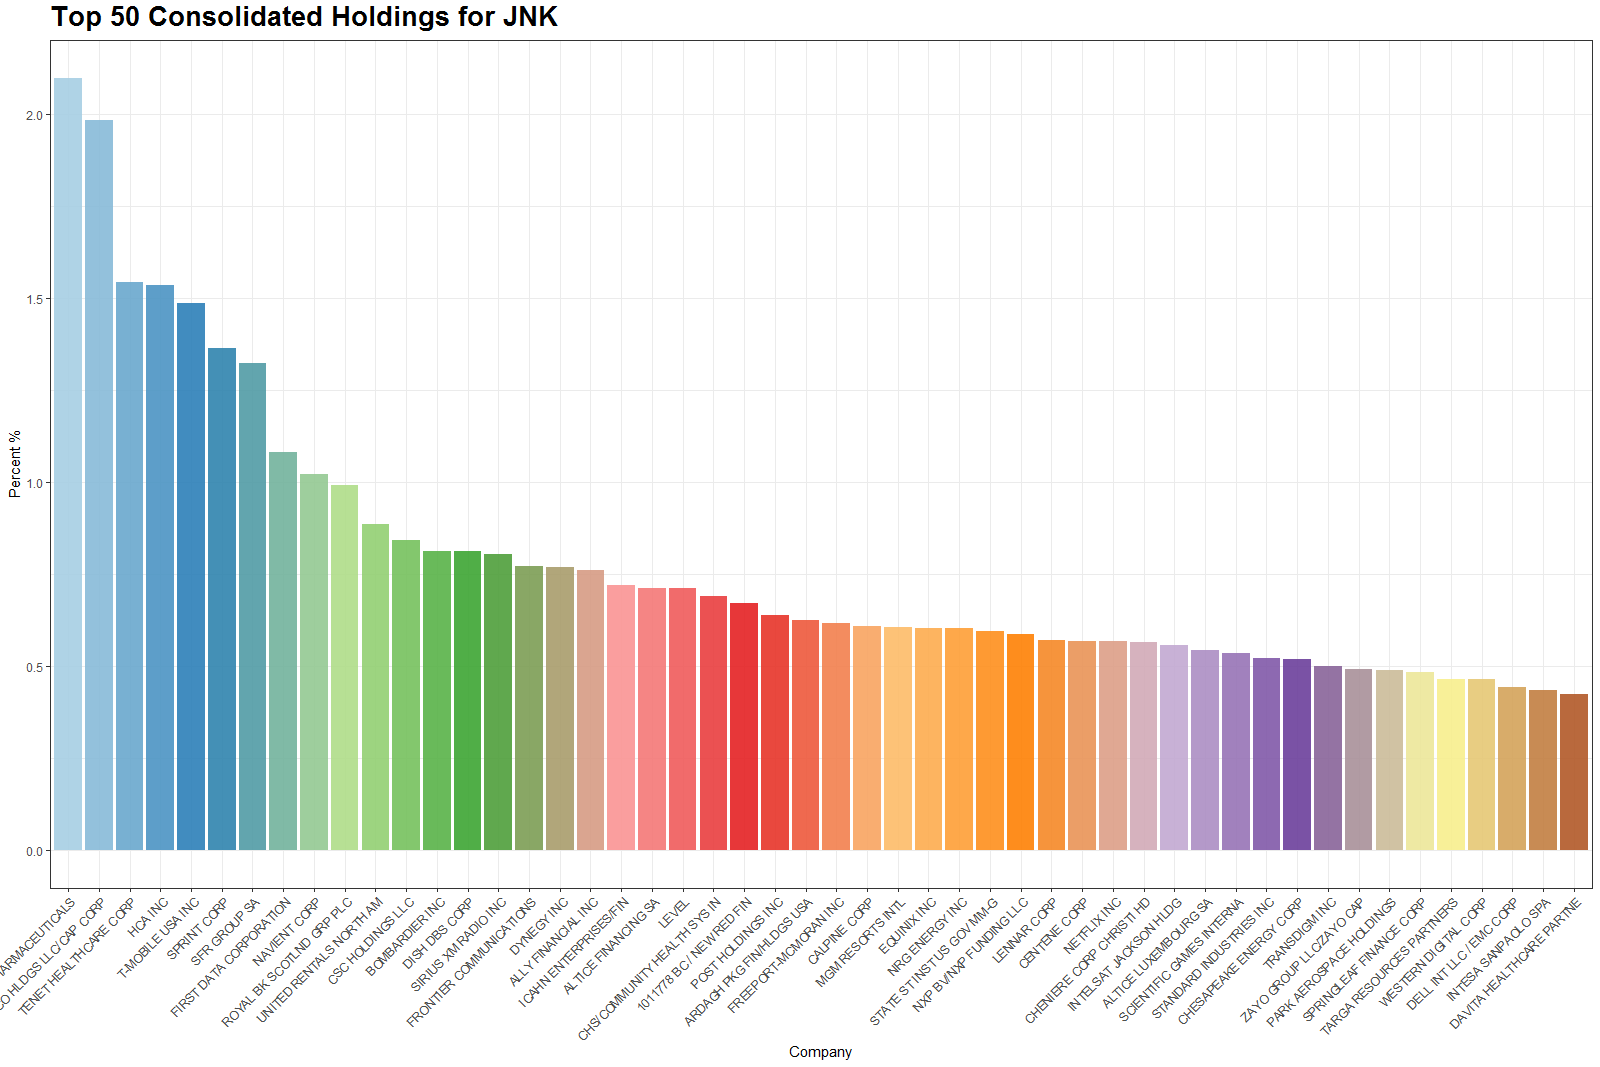 Top 50 Consolidated Holdings for JNK
Percent %
2.0
1.5
1.0
0.5
0.0
HARMACEUTICALS
O HLDGS LLC/ CAP CORP
TENET HEALTHCARE CORP
HCA INC
T-MOBILE USA INC
SPRINT CORP
SFR GROUP SA
FIRST DATA CORPORATION
NAVIENT CORP
ROYAL BK SCOTLND GRP PLC
UNITED RENTALS NORTH AM
CSC HOLDINGS LLC
BOMBARDIER INC
DISH DBS CORP
SIRIUS XM RADIO INC
FRONTIER COMMUNICATIONS
DYNEGY INC
ALLY FINANCIAL INC
ICAHN ENTERPRISES/FIN
ALTICE FINANCING SA
LEVEL
CHS/COMMUNITY HEALTH SYS IN
1011778 BC / NEW RED FIN
POST HOLDINGS INC
ARDAGH PKG FIN/HLDGS USA
FREEPORT-MCMORAN INC
CALPINE CORP
MGM RESORTS INTL
EQUINIX INC
NRG ENERGY INC
STATE ST INST US GOV MM-G
NXP BV/NXP FUNDING LLC
LENNAR CORP
CENTENE CORP
NETFLIX INC
CHENIERE CORP CHRISTI HD
INTELSAT JACKSON HLDG
ALTICE LUXEMBOURG SA
SCIENTIFIC GAMES INTERNA
STANDARD INDUSTRIES INC
CHESAPEAKE ENERGY CORP
TRANSDIGM INC
ZAYO GROUP LLC/ZAYO CAP
PARK AEROSPACE HOLDINGS
SPRINGLEAF FINANCE CORP
TARGA RESOURCES PARTNERS
WESTERN DIGITAL CORP
DELL INT LLC / EMC CORP
INTESA SANPAOLO SPA
DAVITA HEALTHCARE PARTNE
Company